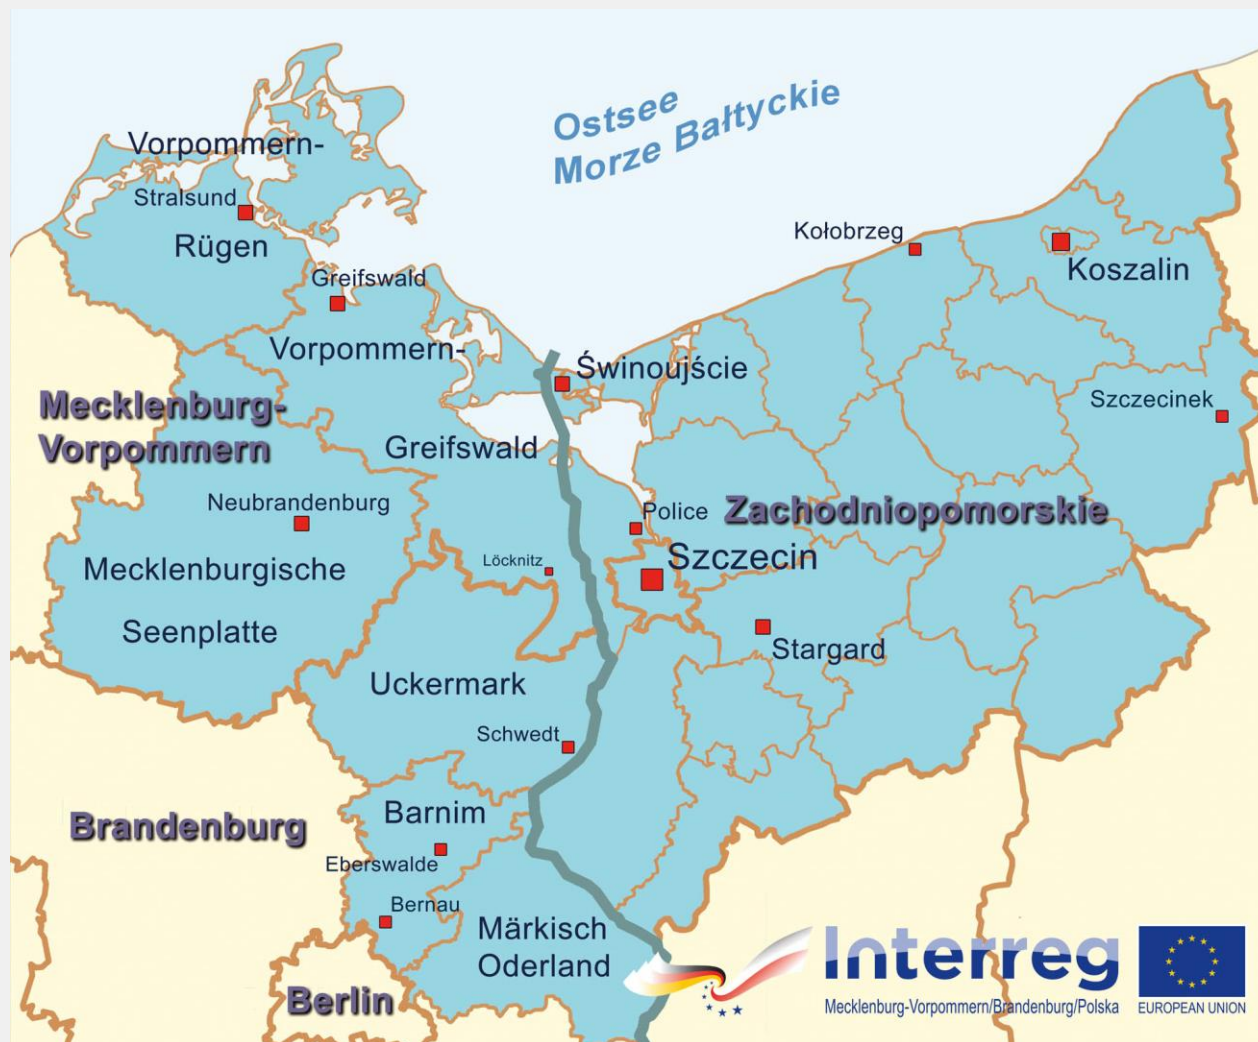 Ostsee
Morze Bałtyckie
Vorpommern-
Stralsund
Rügen
Kołobrzeg
Koszalin
Greifswald
Vorpommern-
Świnoujście
Mecklenburg-
Vorpommern
Szczecinek
Greifswald
Neubrandenburg
Police
Zachodniopomorskie
Szczecin
Löcknitz
Mecklenburgische
Seenplatte
Stargard
Uckermark
Schwedt
Brandenburg
Barnim
Eberswalde
Bernau
Märkisch
Oderland
Berlin
Interreg
Mecklenburg-Vorpommern/Brandenburg/Polska
EUROPEAN UNION